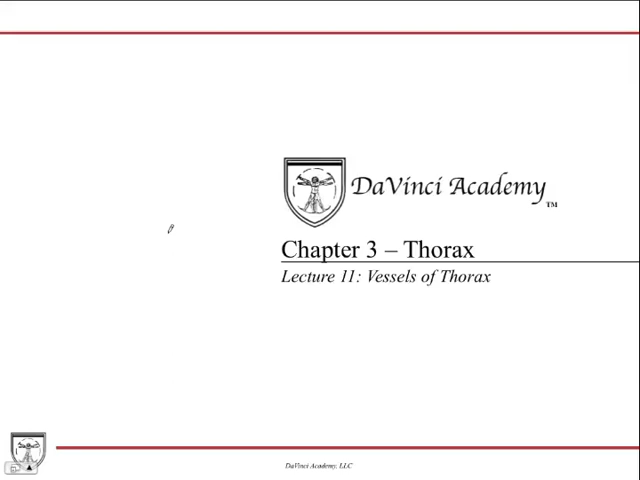 DaVinci Academy
TM
Chapter 3 – Thorax
Lecture 11: Vessels of Thorax
DaVinci Academy, LLC